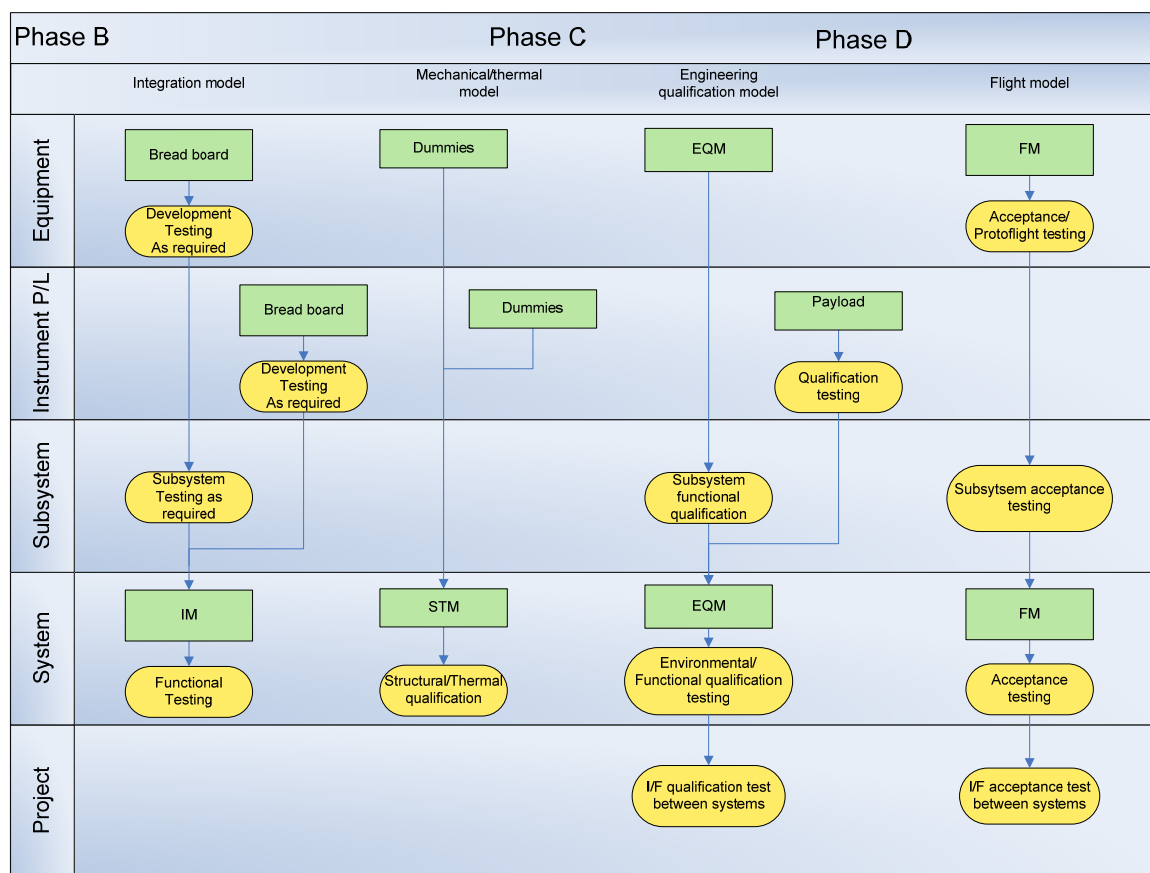 Phase B
Phase C
Phase D
Integration model
Mechanical/thermal
model
Engineering
qualification model
Flight model
Equipment
Bread board
Dummies
EQM
FM
Development
Testing
As required
Acceptance/
Protoflight testing
Instrument P/L
Bread board
Dummies
Payload
Development
Testing
As required
Qualification
testing
Subsystem
Subsystem
Testing as
required
Subsystem
functional
qualification
Subsytsem acceptance
testing
System
IM
STM
EQM
FM
Functional
Testing
Structural/Thermal
qualification
Environmental/
Functional qualification
testing
Acceptance
testing
Project
I/F qualification test
between systems
I/F acceptance test
between systems